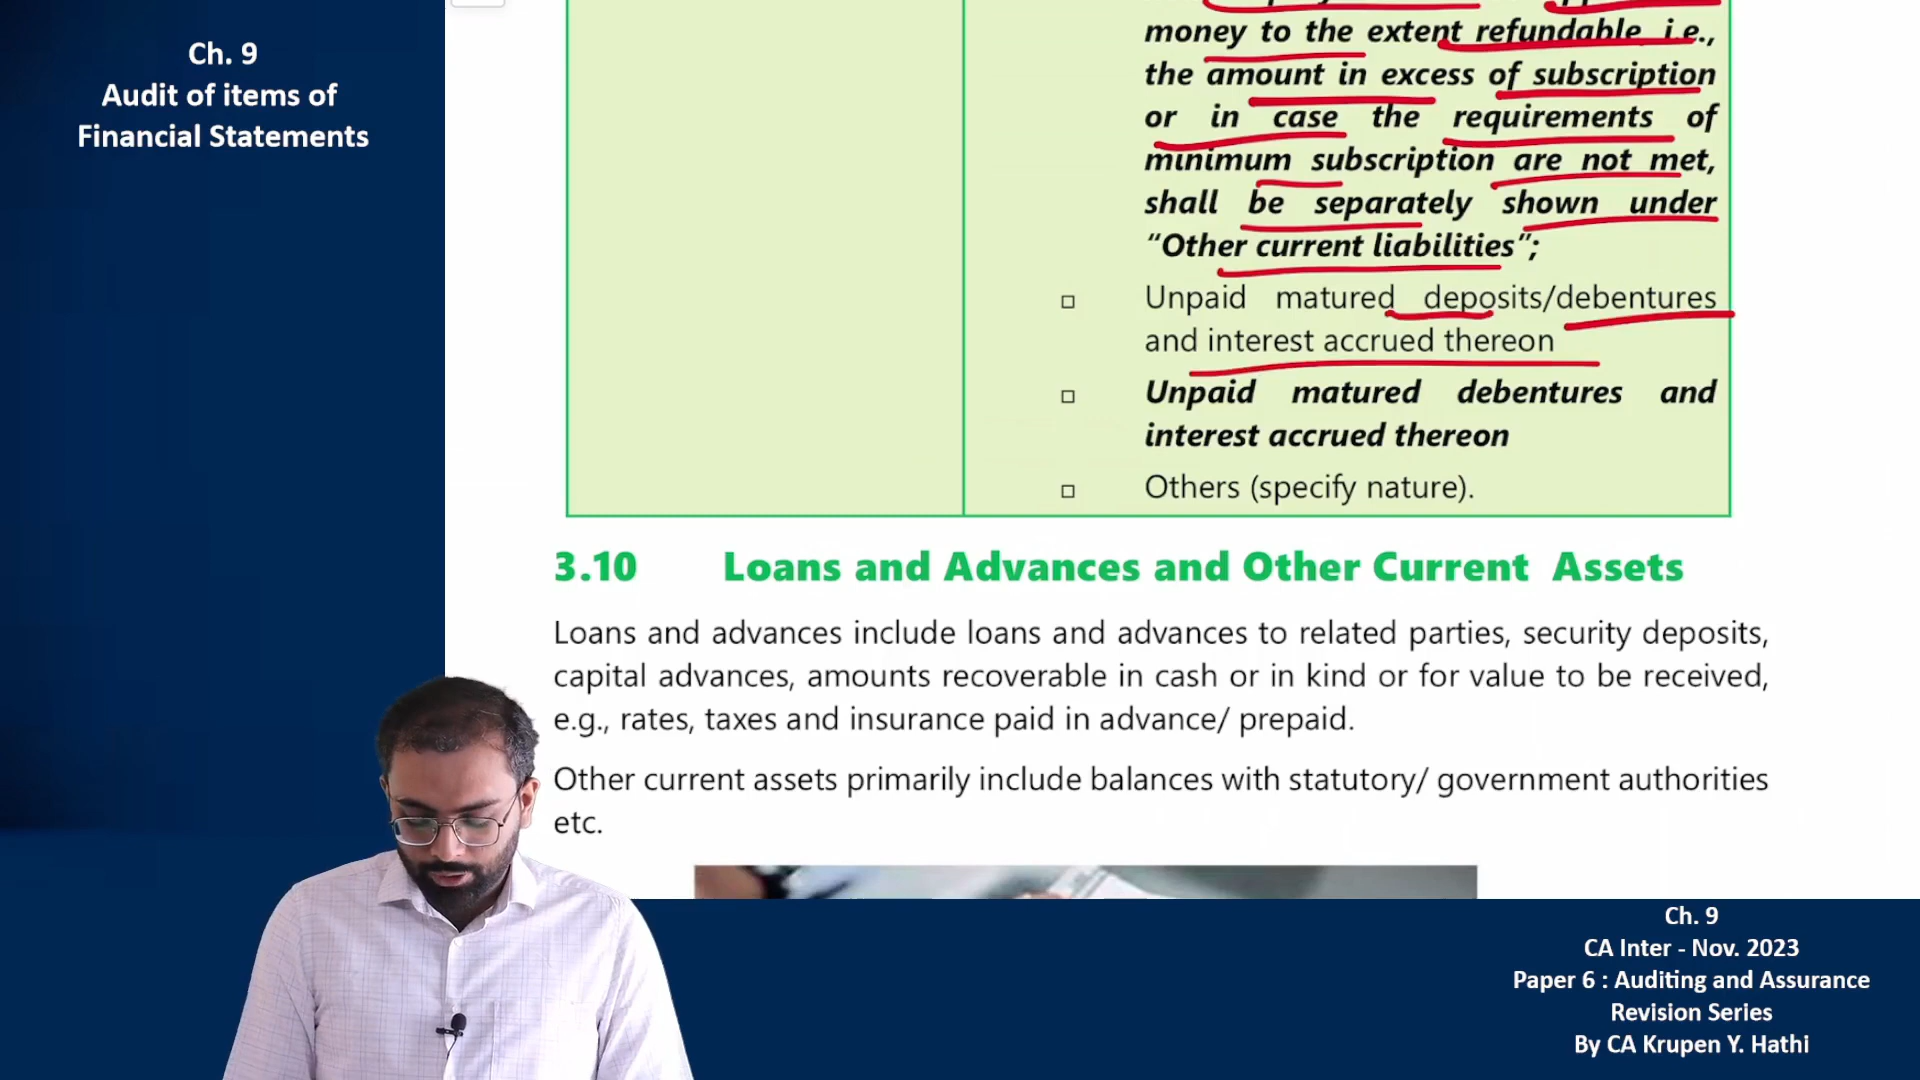 Ch. 9
Audit of items of
Financial Statements
money to the extent refundable, i.e.,
the amount in excess of subscription
or in case the requirements of
minimum subscription are not met,
shall be separately shown under
“Other current liabilities”;
□ Unpaid matured deposits/debentures
and interest accrued thereon
□ Unpaid matured debentures and
interest accrued thereon
□ Others (specify nature).
3.10 Loans and Advances and Other Current Assets
Loans and advances include loans and advances to related parties, security deposits,
capital advances, amounts recoverable in cash or in kind or for value to be received,
e.g., rates, taxes and insurance paid in advance/ prepaid.
Other current assets primarily include balances with statutory/ government authorities
etc.
Ch. 9
CA Inter - Nov. 2023
Paper 6 : Auditing and Assurance
Revision Series
By CA Krupen Y. Hathi